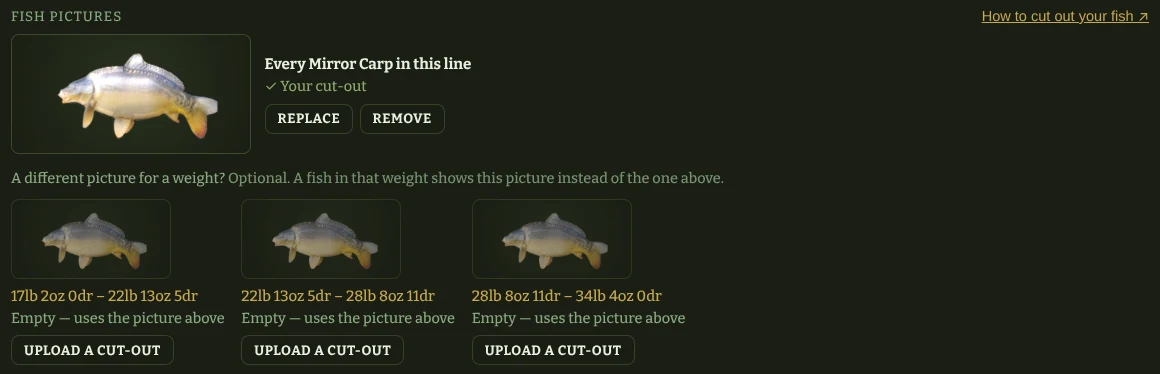 FISH PICTURES
How to cut out your fish ↗
Every Mirror Carp in this line
✓ Your cut-out
REPLACE REMOVE
A different picture for a weight? Optional. A fish in that weight shows this picture instead of the one above.
17lb 2oz 0dr – 22lb 13oz 5dr 22lb 13oz 5dr – 28lb 8oz 11dr 28lb 8oz 11dr – 34lb 4oz 0dr
Empty — uses the picture above Empty — uses the picture above Empty — uses the picture above
UPLOAD A CUT-OUT UPLOAD A CUT-OUT UPLOAD A CUT-OUT